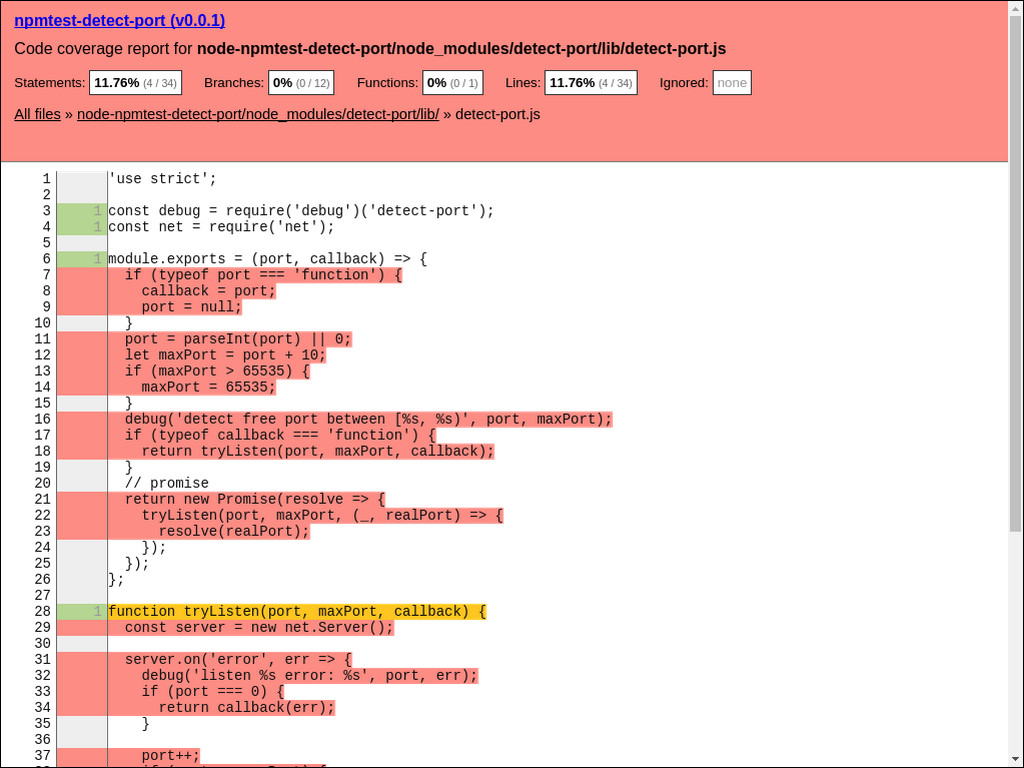 npmtest-detect-port (v0.0.1)
Code coverage report for node-npmtest-detect-port/node_modules/detect-port/lib/detect-port.js
Statements: 11.76% (4 / 34) Branches: 0% (0 / 12) Functions: 0% (0 / 1) Lines: 11.76% (4 / 34) Ignored: none
All files » node-npmtest-detect-port/node_modules/detect-port/lib/ » detect-port.js
1 'use strict';
2
3 1 const debug = require('debug')('detect-port');
4 1 const net = require('net');
5
6 1 module.exports = (port, callback) => {
7 if (typeof port === 'function') {
8 callback = port;
9 port = null;
10 }
11 port = parseInt(port) || 0;
12 let maxPort = port + 10;
13 if (maxPort > 65535) {
14 maxPort = 65535;
15 }
16 debug('detect free port between [%s, %s)', port, maxPort);
17 if (typeof callback === 'function') {
18 return tryListen(port, maxPort, callback);
19 }
20 // promise
21 return new Promise(resolve => {
22 tryListen(port, maxPort, (_, realPort) => {
23 resolve(realPort);
24 });
25 });
26 };
27
28 1 function tryListen(port, maxPort, callback) {
29 const server = new net.Server();
30
31 server.on('error', err => {
32 debug('listen %s error: %s', port, err);
33 if (port === 0) {
34 return callback(err);
35 }
36
37 port++;